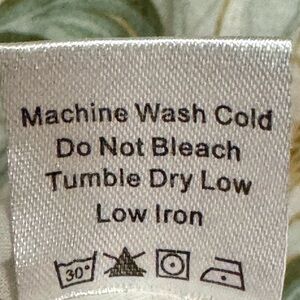 Machine Wash Cold
Do Not Bleach
Tumble Dry Low
Low Iron
30°